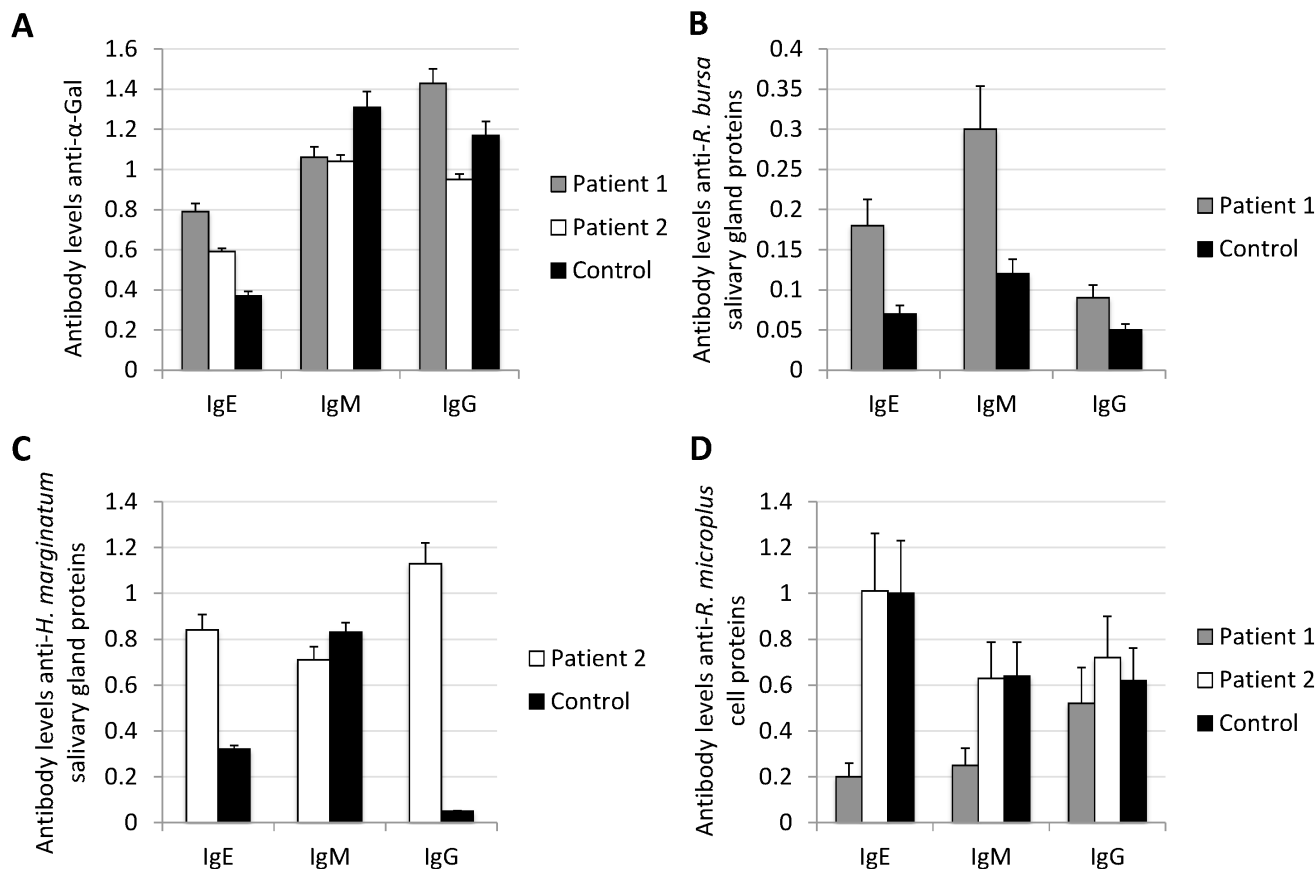 A
Antibody levels anti-α-Gal
1.6
1.4
1.2
1
0.8
0.6
0.4
0.2
0
IgE IgM IgG
Patient 1
Patient 2
Control
B
Antibody levels anti-R. bursa
salivary gland proteins
0.4
0.35
0.3
0.25
0.2
0.15
0.1
0.05
0
IgE IgM IgG
Patient 1
Control
C
Antibody levels anti-H. marginatum
salivary gland proteins
1.4
1.2
1
0.8
0.6
0.4
0.2
0
IgE IgM IgG
Patient 2
Control
D
Antibody levels anti-R. microplus
cell proteins
1.4
1.2
1
0.8
0.6
0.4
0.2
0
IgE IgM IgG
Patient 1
Patient 2
Control